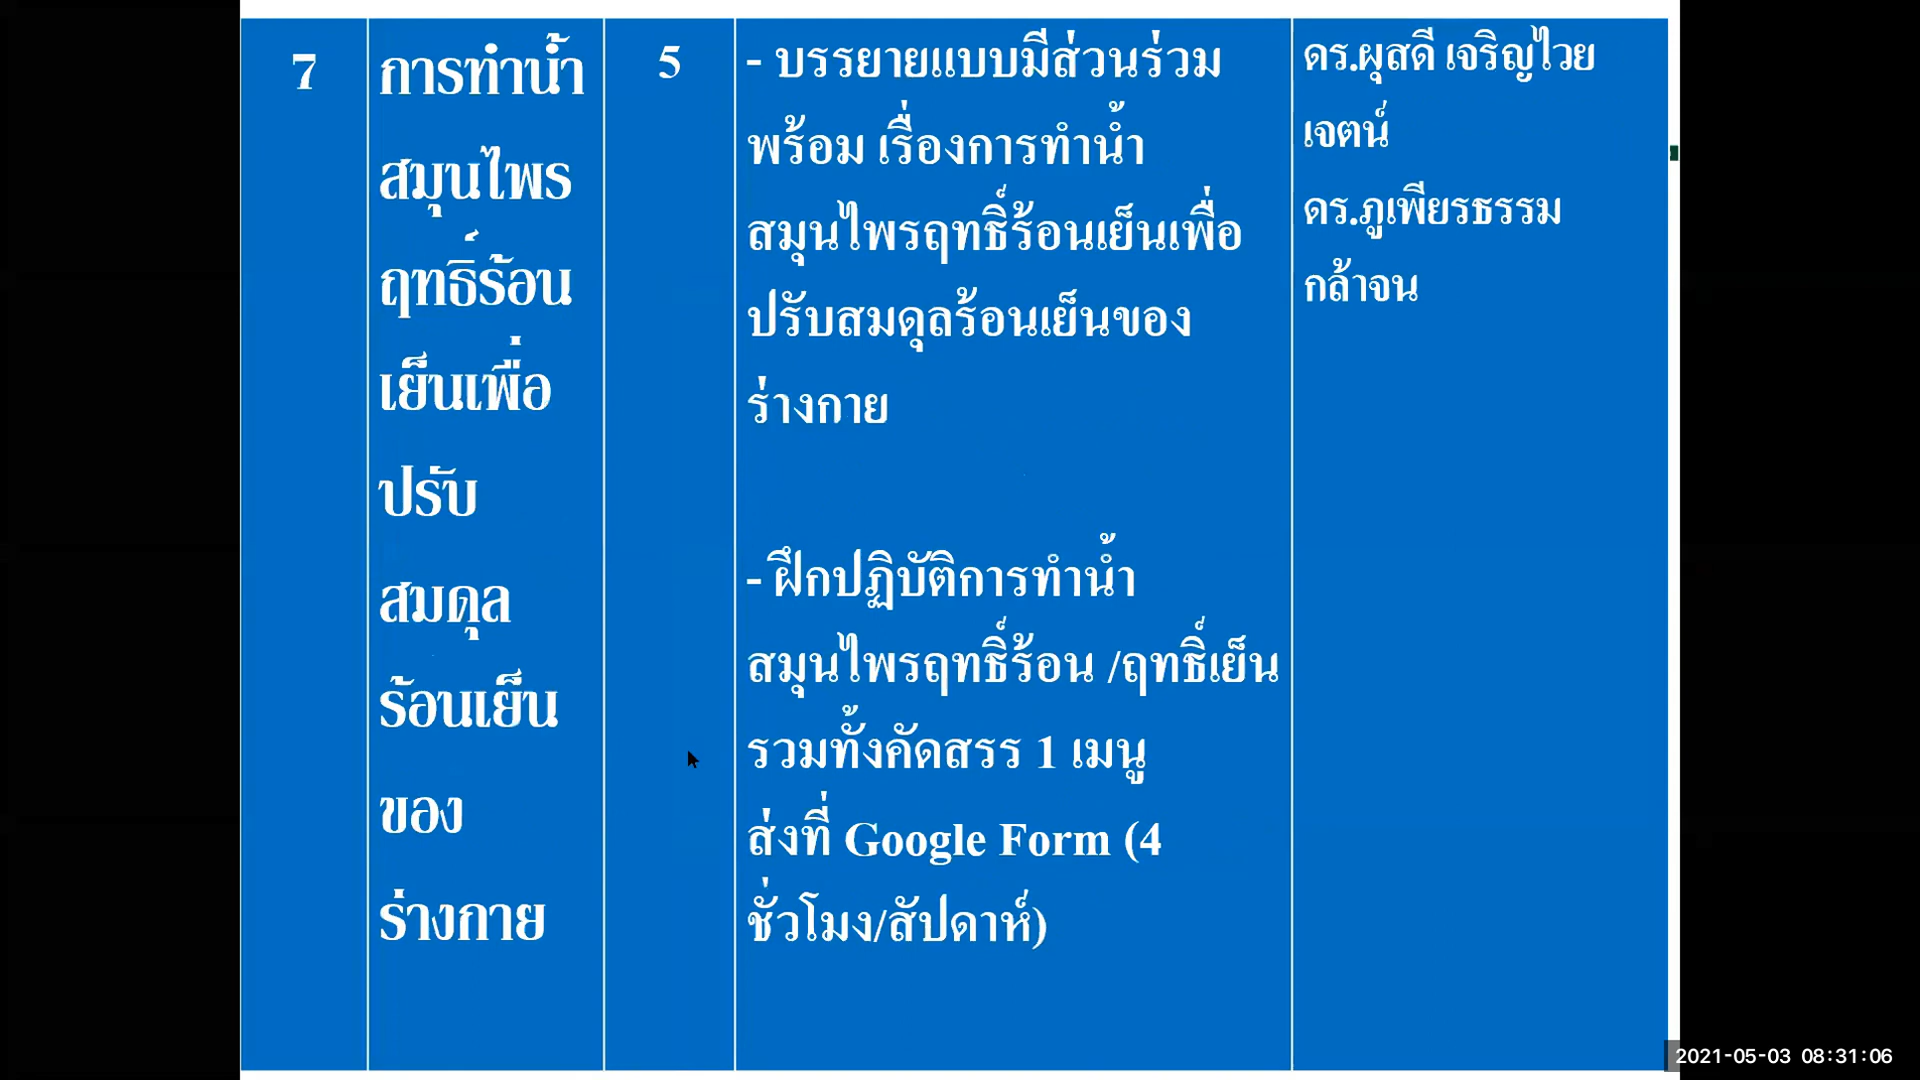 7
การทำน้ำ
สมุนไพร
ฤทธิ์ร้อน
เย็นเพื่อ
ปรับ
สมดุล
ร้อนเย็น
ของ
ร่างกาย
5
- บรรยายแบบมีส่วนร่วม
พร้อม เรื่องการทำน้ำ
สมุนไพรฤทธิ์ร้อนเย็นเพื่อ
ปรับสมดุลร้อนเย็นของ
ร่างกาย
- ฝึกปฏิบัติการทำน้ำ
สมุนไพรฤทธิ์ร้อน /ฤทธิ์เย็น
รวมทั้งคัดสรร 1 เมนู
ส่งที่ Google Form (4
ชั่วโมง/สัปดาห์)
ดร.ผุสดี เจริญไวย
เจตน์
ดร.ภูเพียรธรรม
กล้าจน
2021-05-03 08:31:06